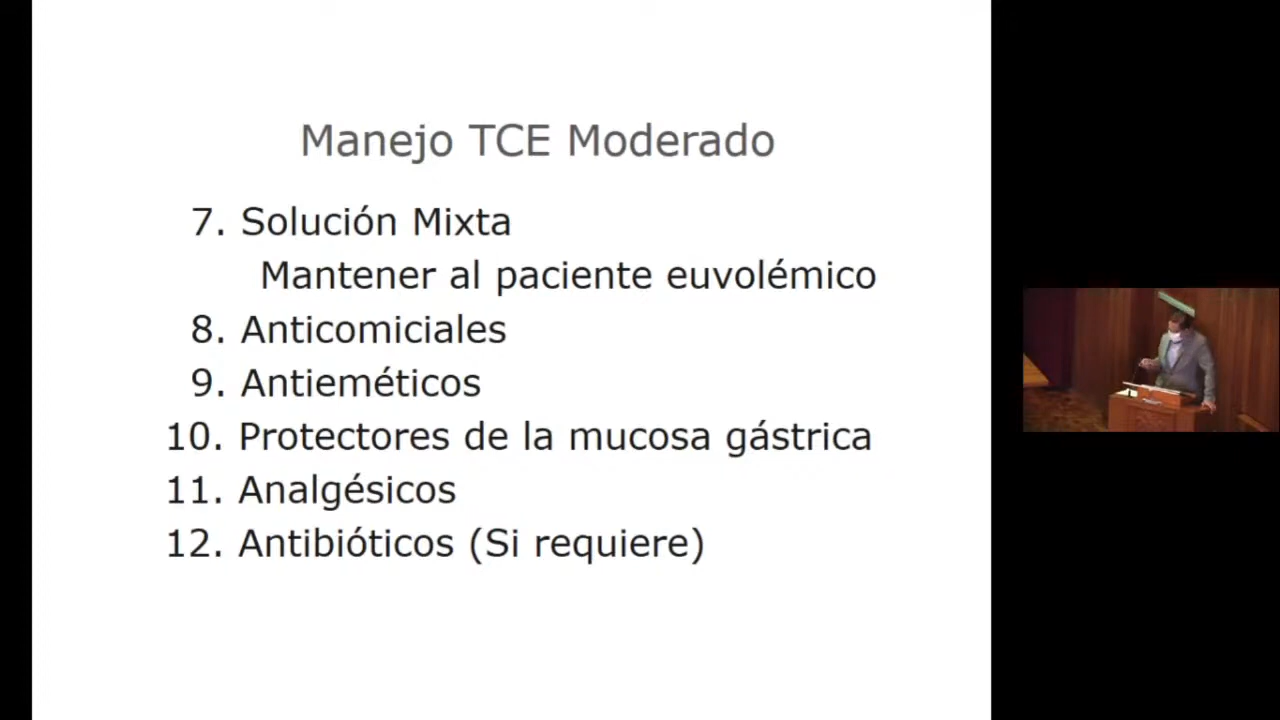 Manejo TCE Moderado
7. Solución Mixta
Mantener al paciente euvolémico
8. Anticomiciales
9. Antieméticos
10. Protectores de la mucosa gástrica
11. Analgésicos
12. Antibióticos (Si requiere)